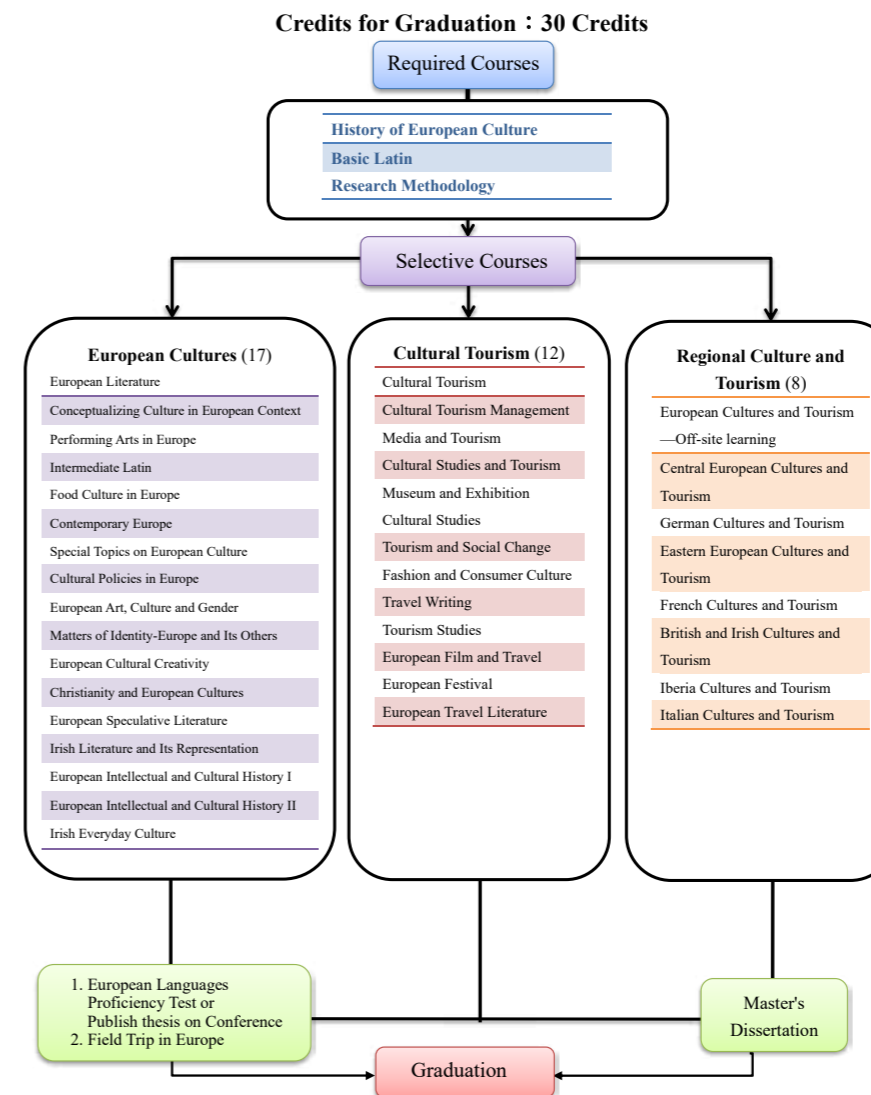 Credits for Graduation：30 Credits
Required Courses
History of European Culture
Basic Latin
Research Methodology
Selective Courses
European Cultures (17)
European Literature
Conceptualizing Culture in European Context
Performing Arts in Europe
Intermediate Latin
Food Culture in Europe
Contemporary Europe
Special Topics on European Culture
Cultural Policies in Europe
European Art, Culture and Gender
Matters of Identity-Europe and Its Others
European Cultural Creativity
Christianity and European Cultures
European Speculative Literature
Irish Literature and Its Representation
European Intellectual and Cultural History I
European Intellectual and Cultural History II
Irish Everyday Culture
Cultural Tourism (12)
Cultural Tourism
Cultural Tourism Management
Media and Tourism
Cultural Studies and Tourism
Museum and Exhibition
Cultural Studies
Tourism and Social Change
Fashion and Consumer Culture
Travel Writing
Tourism Studies
European Film and Travel
European Festival
European Travel Literature
Regional Culture and
Tourism (8)
European Cultures and Tourism
—Off-site learning
Central European Cultures and
Tourism
German Cultures and Tourism
Eastern European Cultures and
Tourism
French Cultures and Tourism
British and Irish Cultures and
Tourism
Iberia Cultures and Tourism
Italian Cultures and Tourism
1. European Languages
Proficiency Test or
Publish thesis on Conference
2. Field Trip in Europe
Master's
Dissertation
Graduation